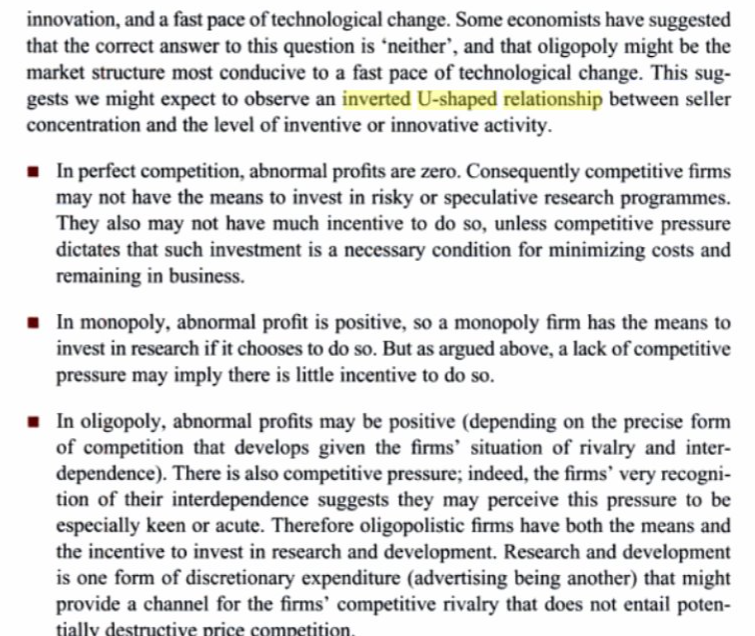 innovation, and a fast pace of technological change. Some economists have suggested
that the correct answer to this question is ‘neither’, and that oligopoly might be the
market structure most conducive to a fast pace of technological change. This sug-
gests we might expect to observe an inverted U-shaped relationship between seller
concentration and the level of inventive or innovative activity.
■ In perfect competition, abnormal profits are zero. Consequently competitive firms
may not have the means to invest in risky or speculative research programmes.
They also may not have much incentive to do so, unless competitive pressure
dictates that such investment is a necessary condition for minimizing costs and
remaining in business.
■ In monopoly, abnormal profit is positive, so a monopoly firm has the means to
invest in research if it chooses to do so. But as argued above, a lack of competitive
pressure may imply there is little incentive to do so.
■ In oligopoly, abnormal profits may be positive (depending on the precise form
of competition that develops given the firms’ situation of rivalry and inter-
dependence). There is also competitive pressure; indeed, the firms’ very recogni-
tion of their interdependence suggests they may perceive this pressure to be
especially keen or acute. Therefore oligopolistic firms have both the means and
the incentive to invest in research and development. Research and development
is one form of discretionary expenditure (advertising being another) that might
provide a channel for the firms’ competitive rivalry that does not entail poten-
tially destructive price competition.